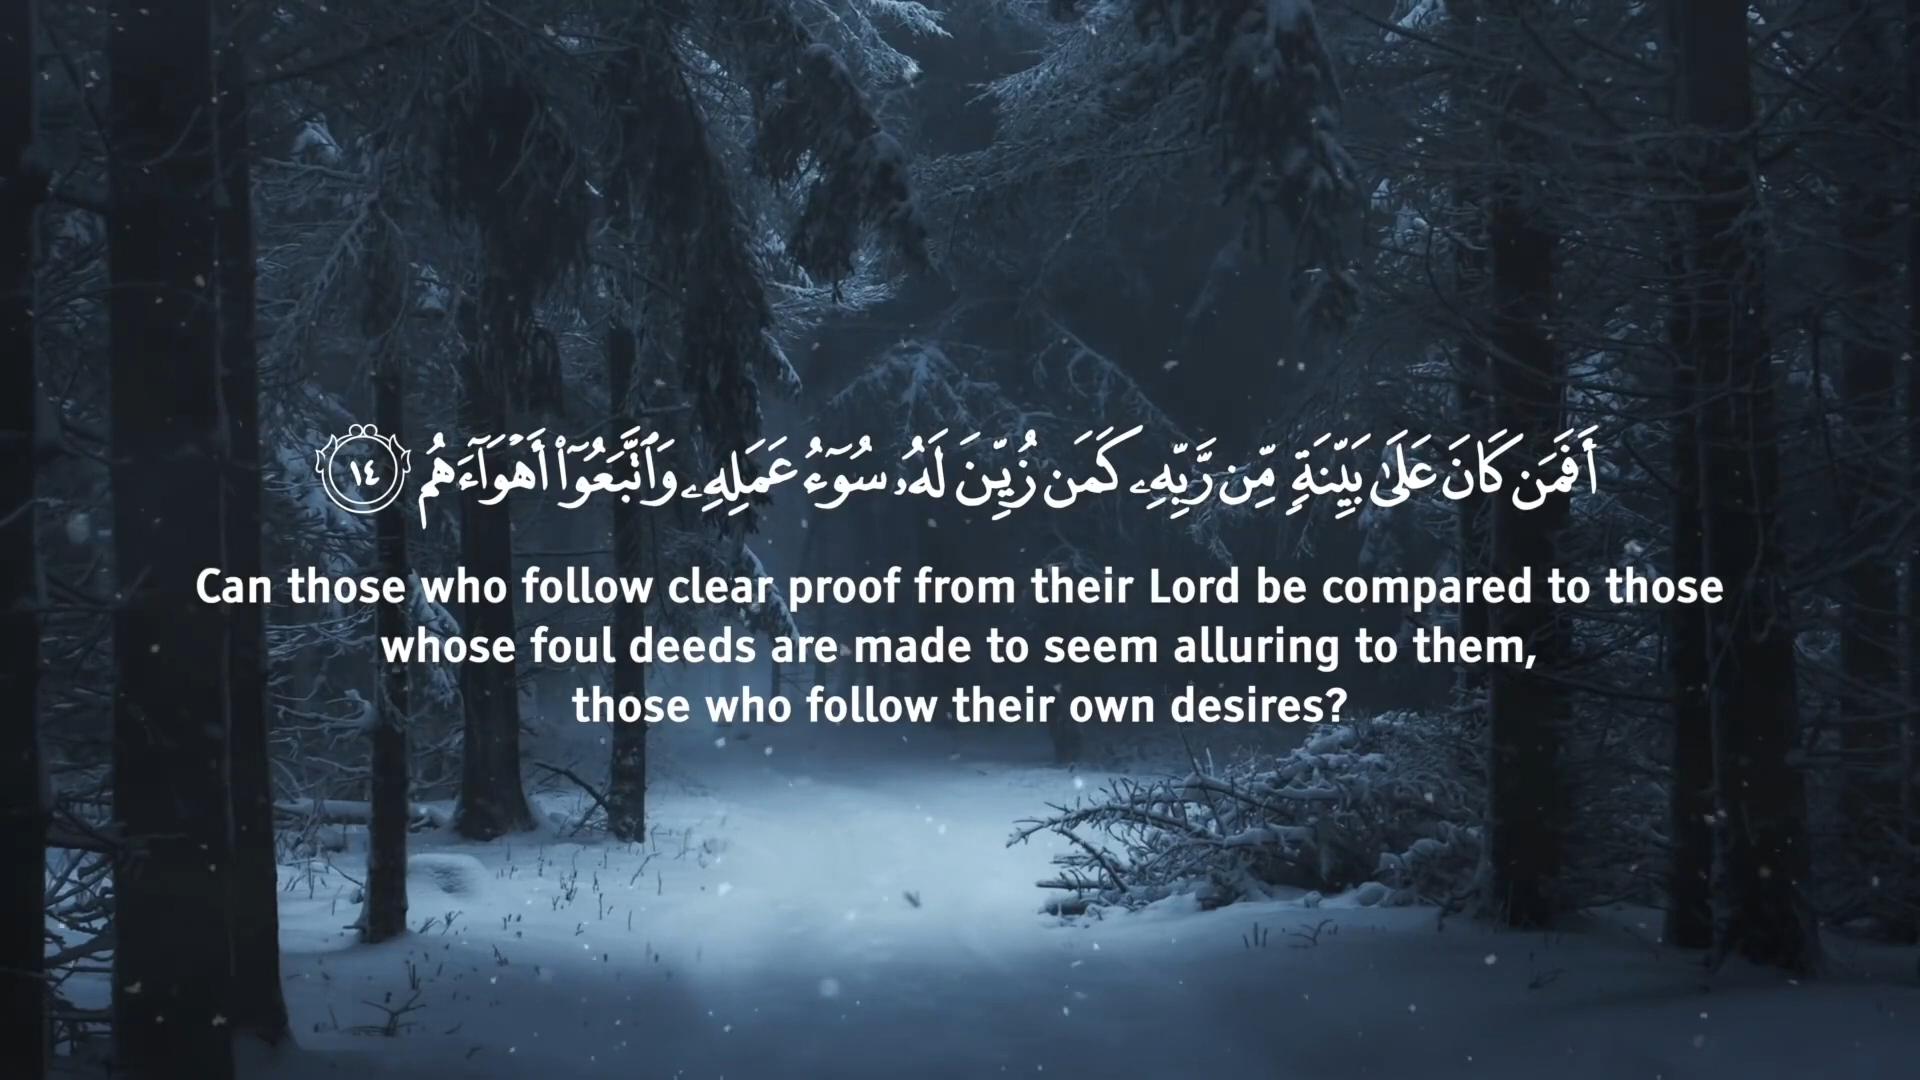 أَفَمَن كَانَ عَلَىٰ بَيِّنَةٍ مِّن رَّبِّهِۦ كَمَن زُيِّنَ لَهُۥ سُوٓءُ عَمَلِهِۦ وَٱتَّبَعُوٓا۟ أَهْوَآءَهُم ١٤
Can those who follow clear proof from their Lord be compared to those
whose foul deeds are made to seem alluring to them,
those who follow their own desires?